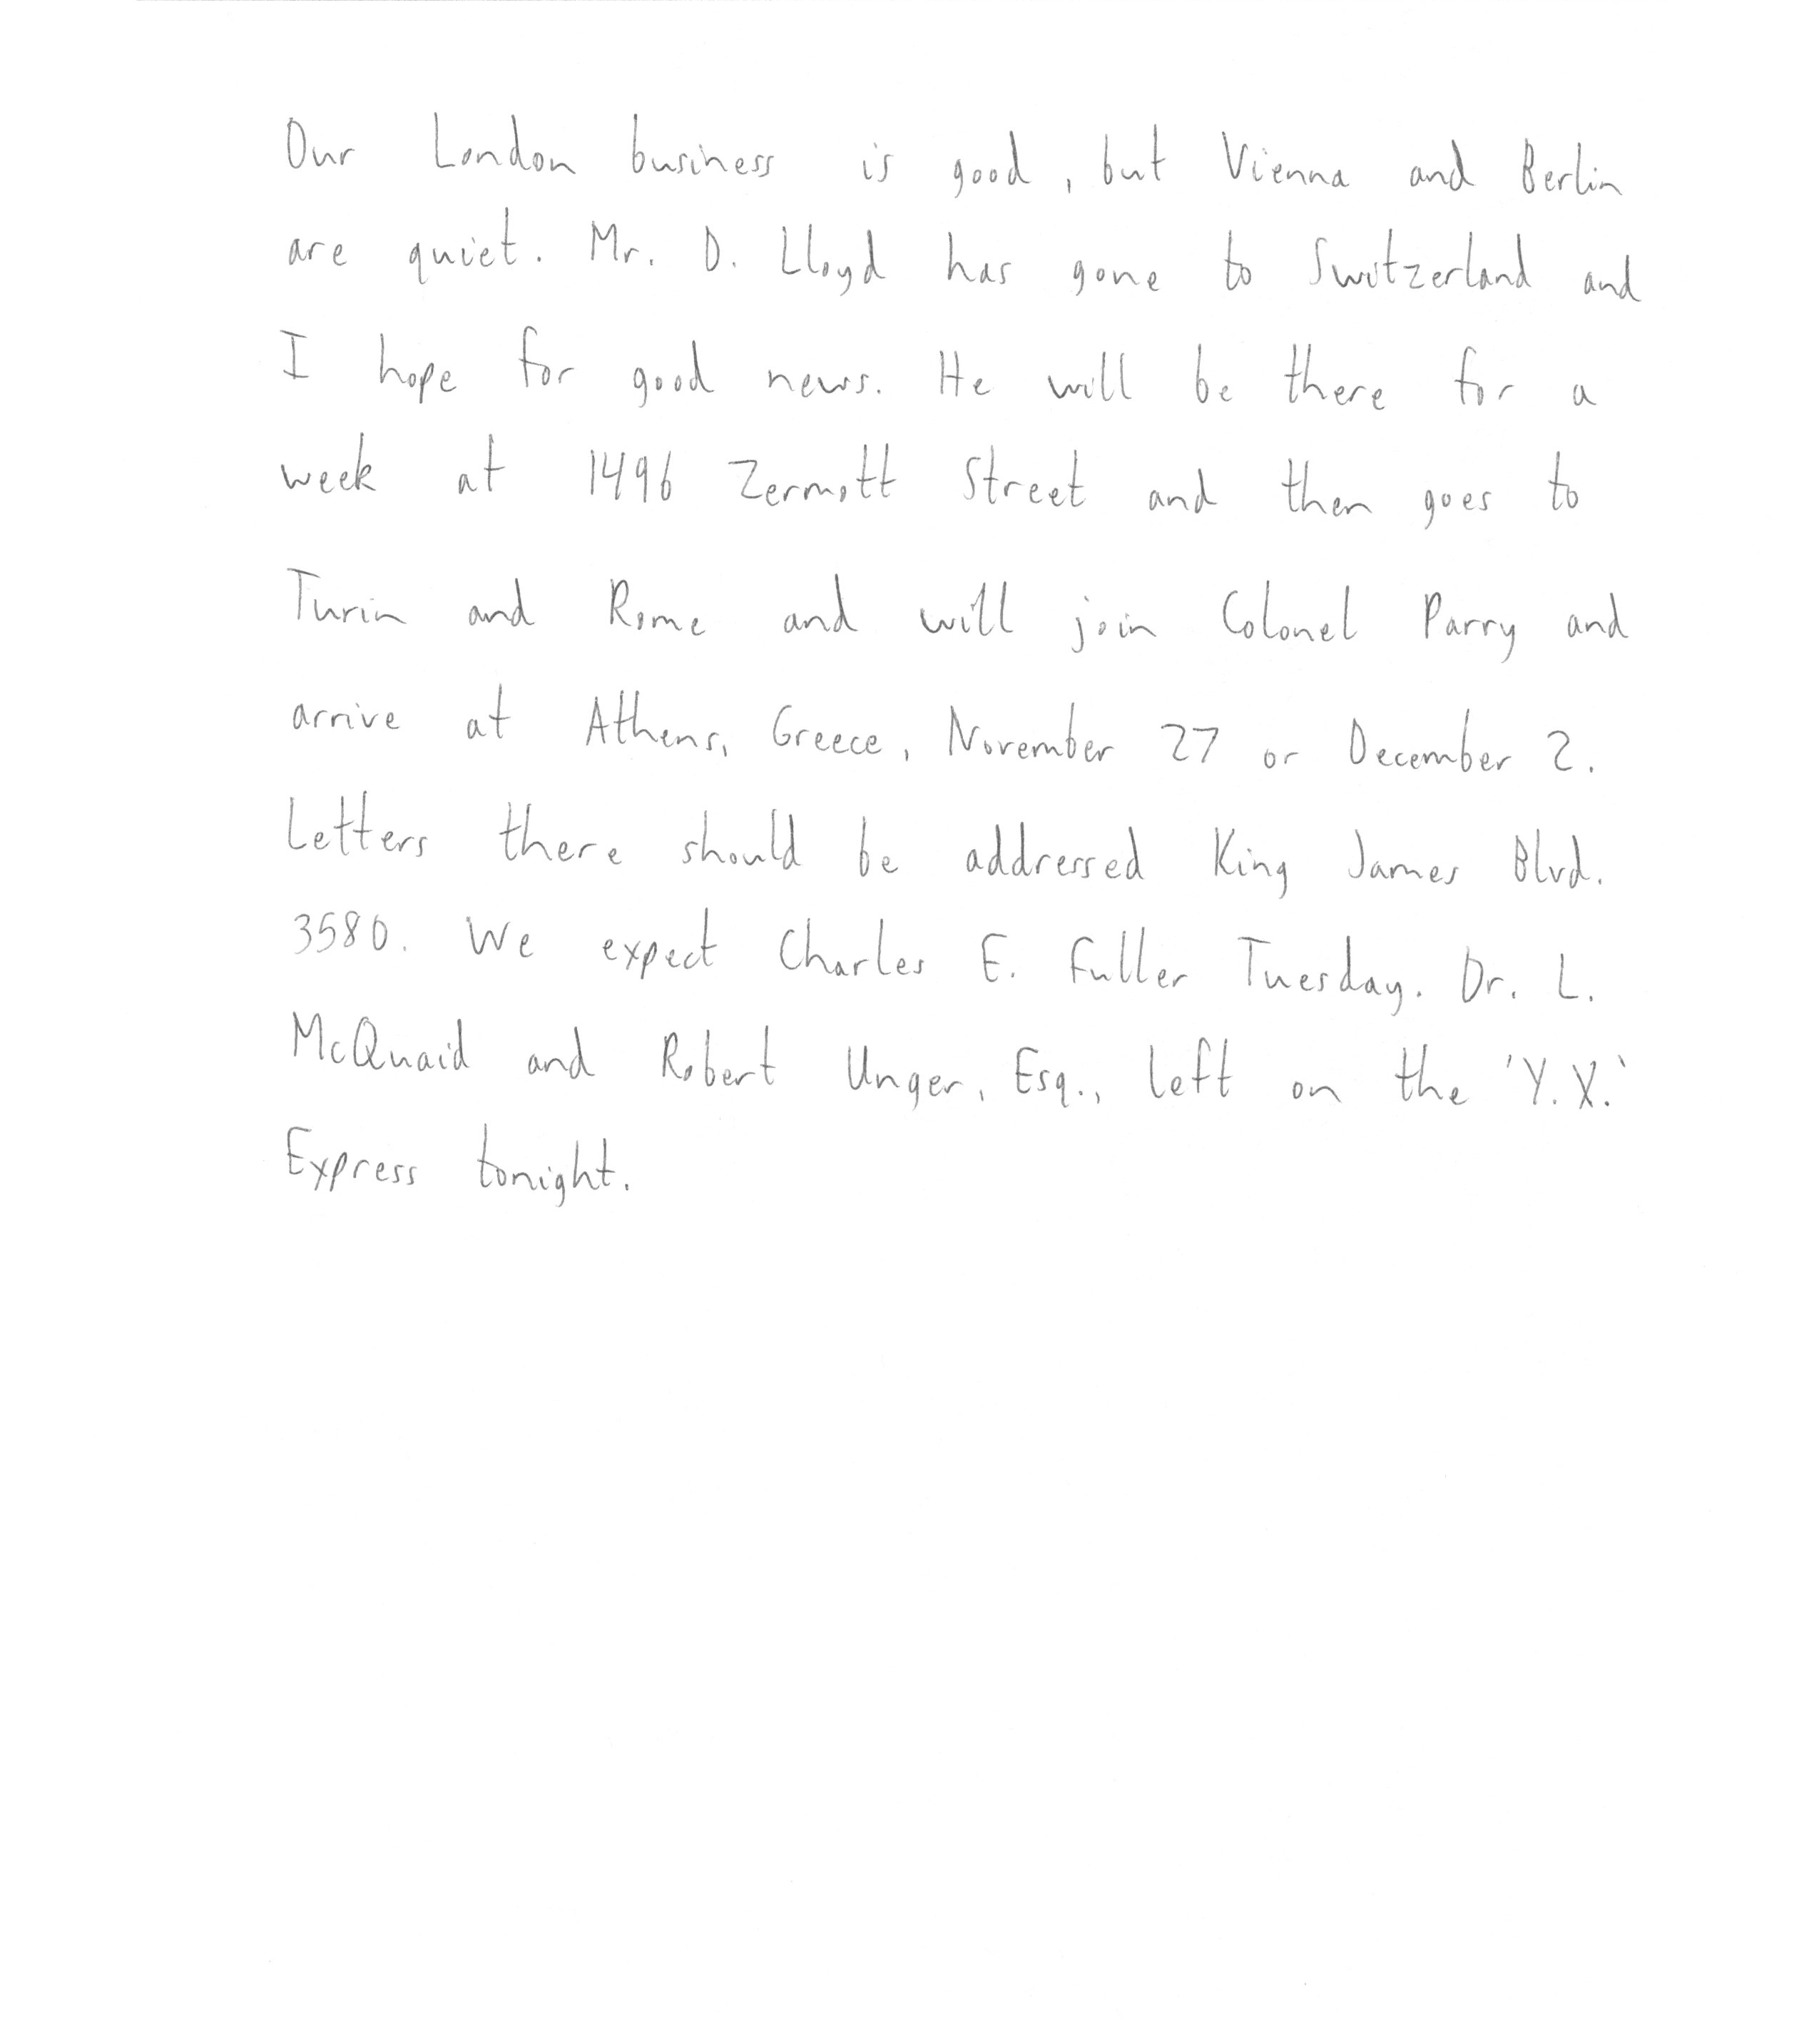 Our London business is good, but Vienna and Berlin
are quiet. Mr. D. Lloyd has gone to Switzerland and
I hope for good news. He will be there for a
week at 1496 Zermott Street and then goes to
Turin and Rome and will join Colonel Parry and
arrive at Athens, Greece, November 27 or December 2.
Letters there should be addressed King James Blvd.
3580. We expect Charles E. Fuller Tuesday. Dr. L.
McQuaid and Robert Unger, Esq., left on the 'Y.X.'
Express tonight.